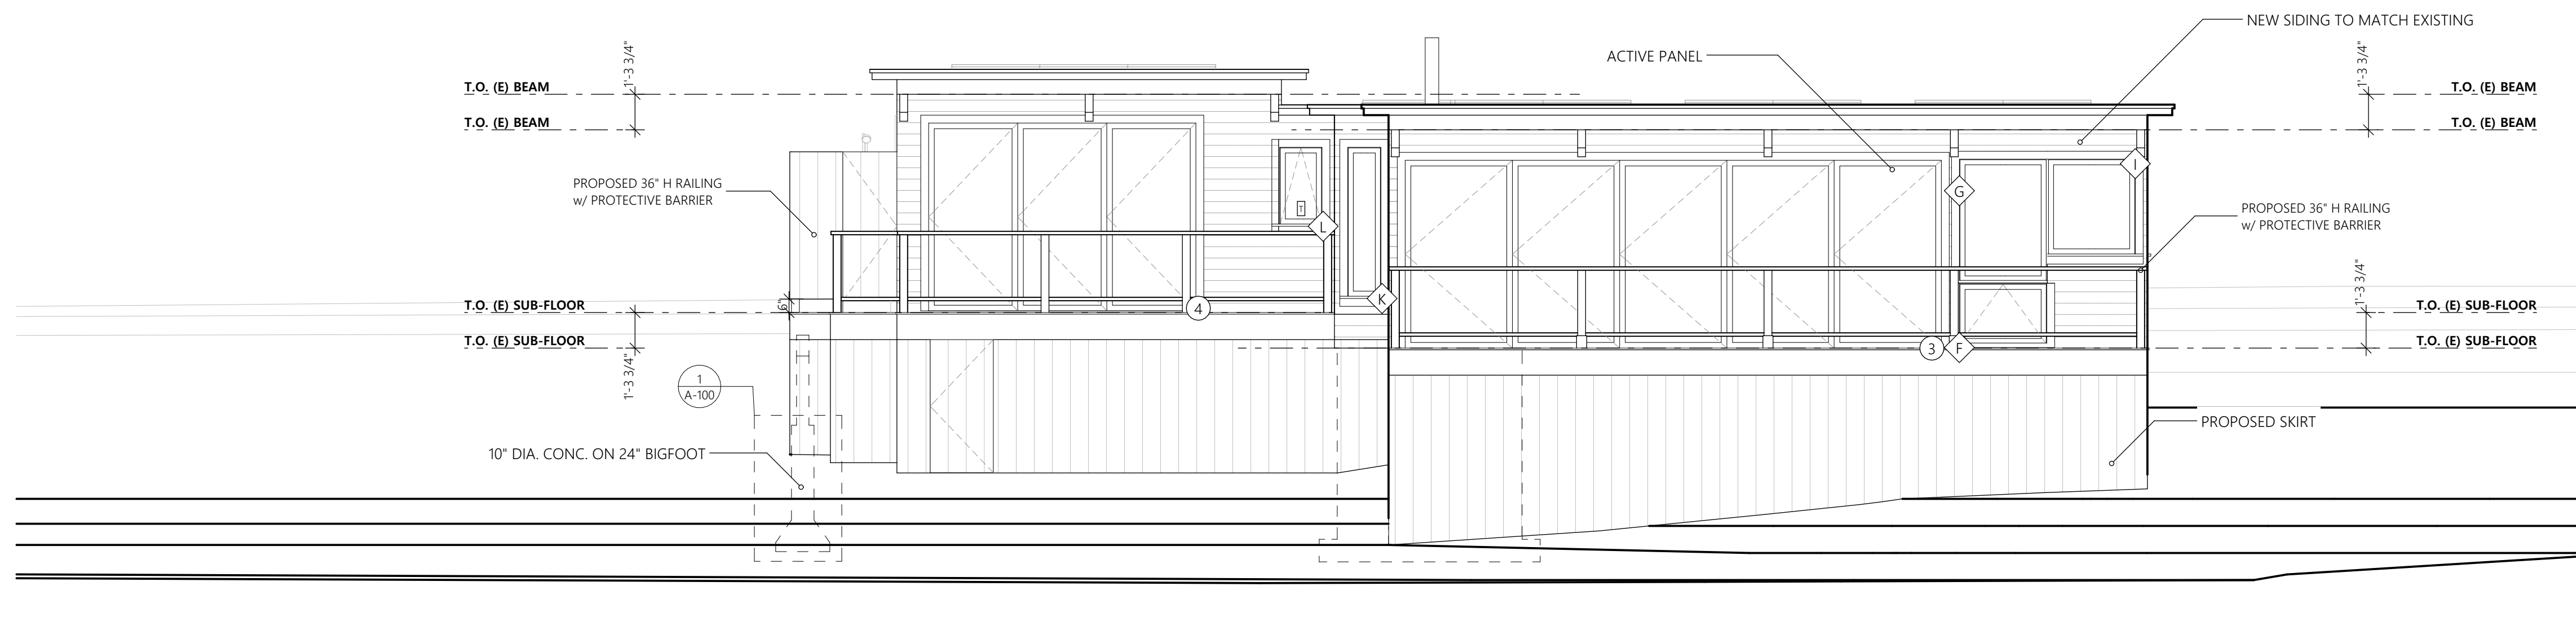 NEW SIDING TO MATCH EXISTING
ACTIVE PANEL
1'-3 3/4"
1'-3 3/4"
T.O. (E) BEAM
T.O. (E) BEAM
T.O. (E) BEAM
T.O. (E) BEAM
PROPOSED 36" H RAILING
w/ PROTECTIVE BARRIER
I
G
T
L
PROPOSED 36" H RAILING
w/ PROTECTIVE BARRIER
K
6"
4
T.O. (E) SUB-FLOOR
T.O. (E) SUB-FLOOR
1'-3 3/4"
1'-3 3/4"
T.O. (E) SUB-FLOOR
T.O. (E) SUB-FLOOR
3
F
1
A-100
10" DIA. CONC. ON 24" BIGFOOT
PROPOSED SKIRT